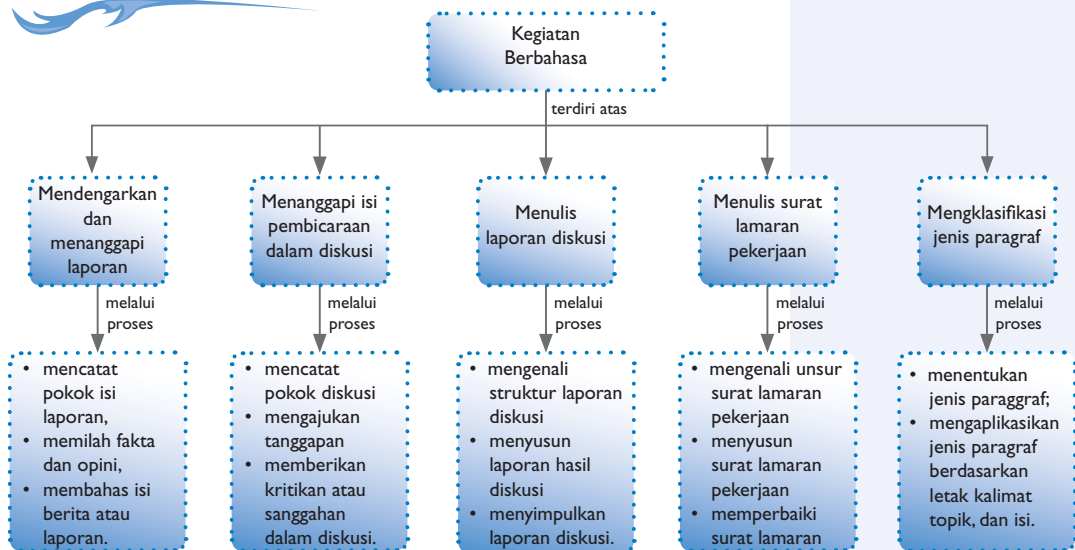 Kegiatan
Berbahasa
terdiri atas
Mendengarkan
dan
menanggapi
laporan
Menanggapi isi
pembicaraan
dalam diskusi
Menulis
laporan diskusi
Menulis surat
lamaran
pekerjaan
Mengklasifikasi
jenis paragraf
melalui
proses
melalui
proses
melalui
proses
melalui
proses
melalui
proses
• mencatat
pokok isi
laporan,
• memilah fakta
dan opini,
• membahas isi
berita atau
laporan.
• mencatat
pokok diskusi
• mengajukan
tanggapan
• memberikan
kritikan atau
sanggahan
dalam diskusi.
• mengenali
struktur laporan
diskusi
• menyusun
laporan hasil
diskusi
• menyimpulkan
laporan diskusi.
• mengenali unsur
surat lamaran
pekerjaan
• menyusun
surat lamaran
pekerjaan
• memperbaiki
surat lamaran
• menentukan
jenis paraggraf;
• mengaplikasikan
jenis paragraf
berdasarkan
letak kalimat
topik, dan isi.